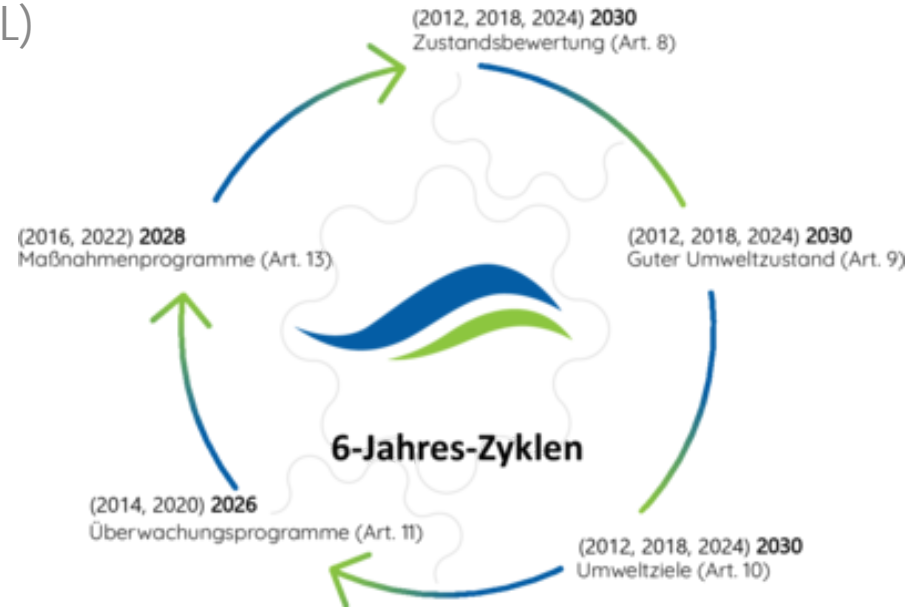 L)
(2012, 2018, 2024) 2030
Zustandsbewertung (Art. 8)
(2012, 2018, 2024) 2030
Guter Umweltzustand (Art. 9)
(2012, 2018, 2024) 2030
Umweltziele (Art. 10)
(2014, 2020) 2026
Überwachungsprogramme (Art. 11)
(2016, 2022) 2028
Maßnahmenprogramme (Art. 13)
6-Jahres-Zyklen